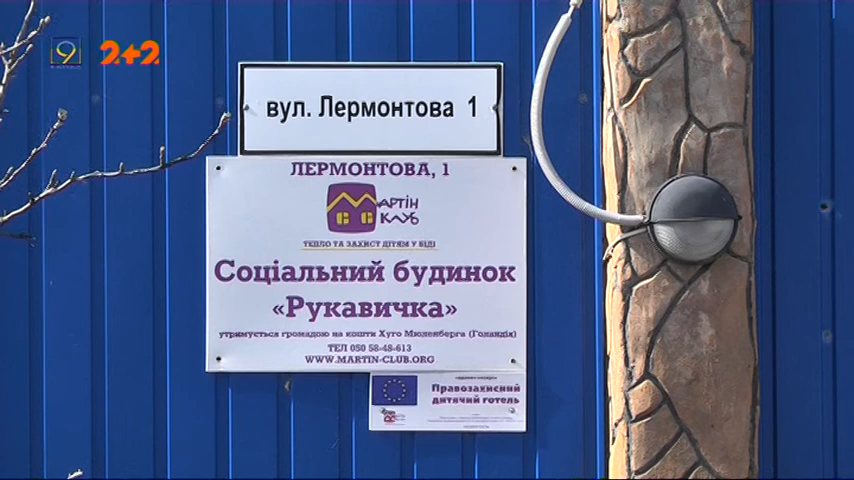 9 2+2
вул. Лермонтова 1
ЛЕРМОНТОВА, 1
МАРТІН
КЛУБ
ТЕПЛО ТА ЗАХИСТ ДІТЯМ У БІДІ
Соціальний будинок
«Рукавичка»
утримується громадою на кошти Хуго Мюленберга (Голандія)
ТЕЛ 050 58-48-613
WWW.MARTIN-CLUB.ORG
Правозахисний
дитячий готель